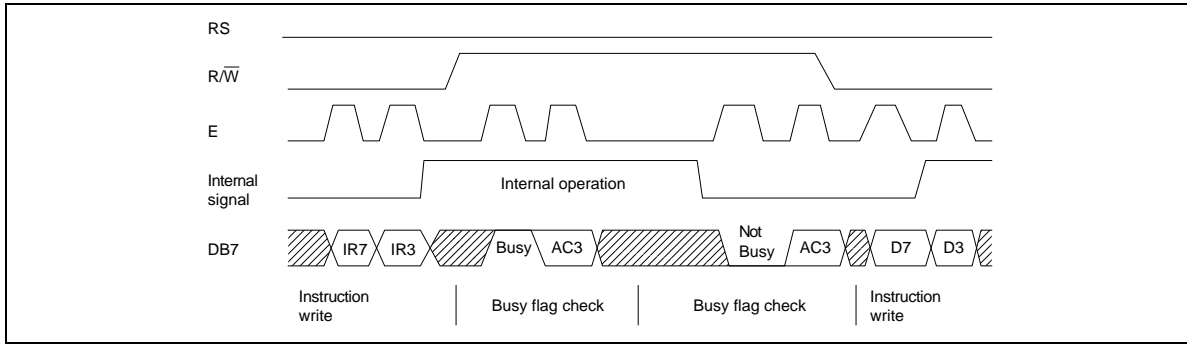 RS
R/W̅
E
Internal
signal
Internal operation
DB7
IR7
IR3
Busy
AC3
Not
Busy
AC3
D7
D3
Instruction
write
Busy flag check
Busy flag check
Instruction
write